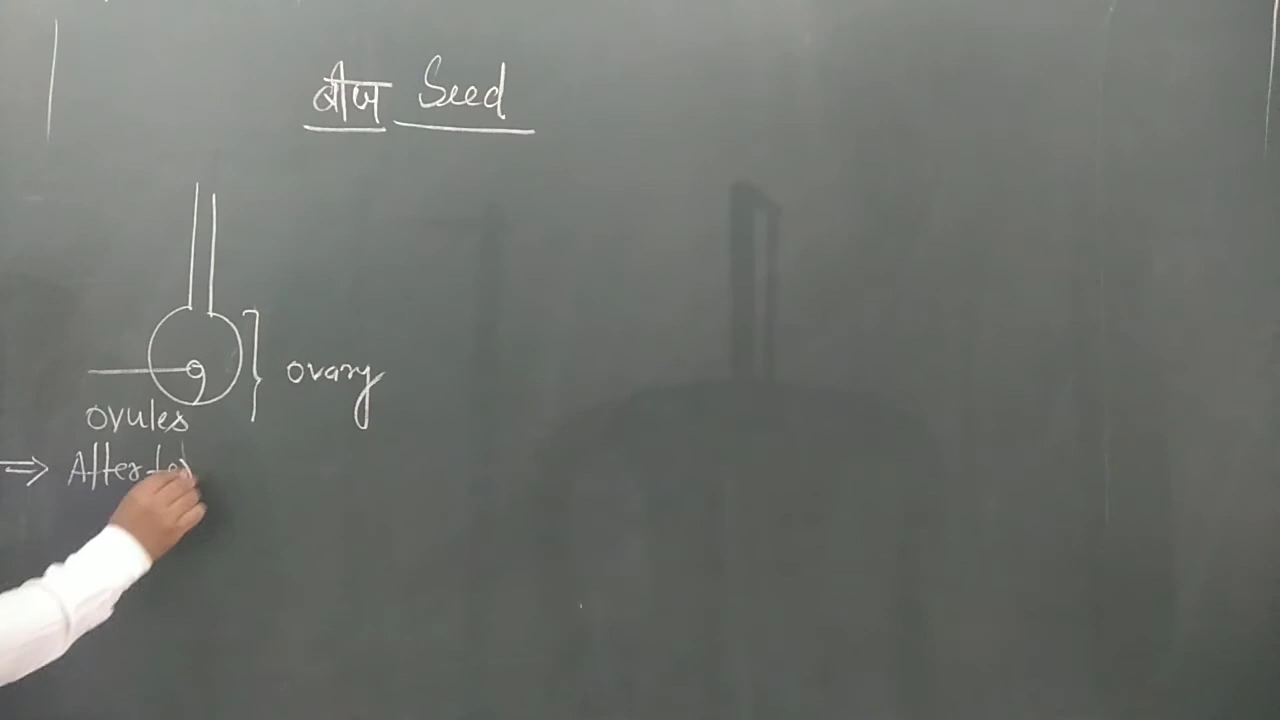 बीज Seed
ovary
ovules
⇒ After